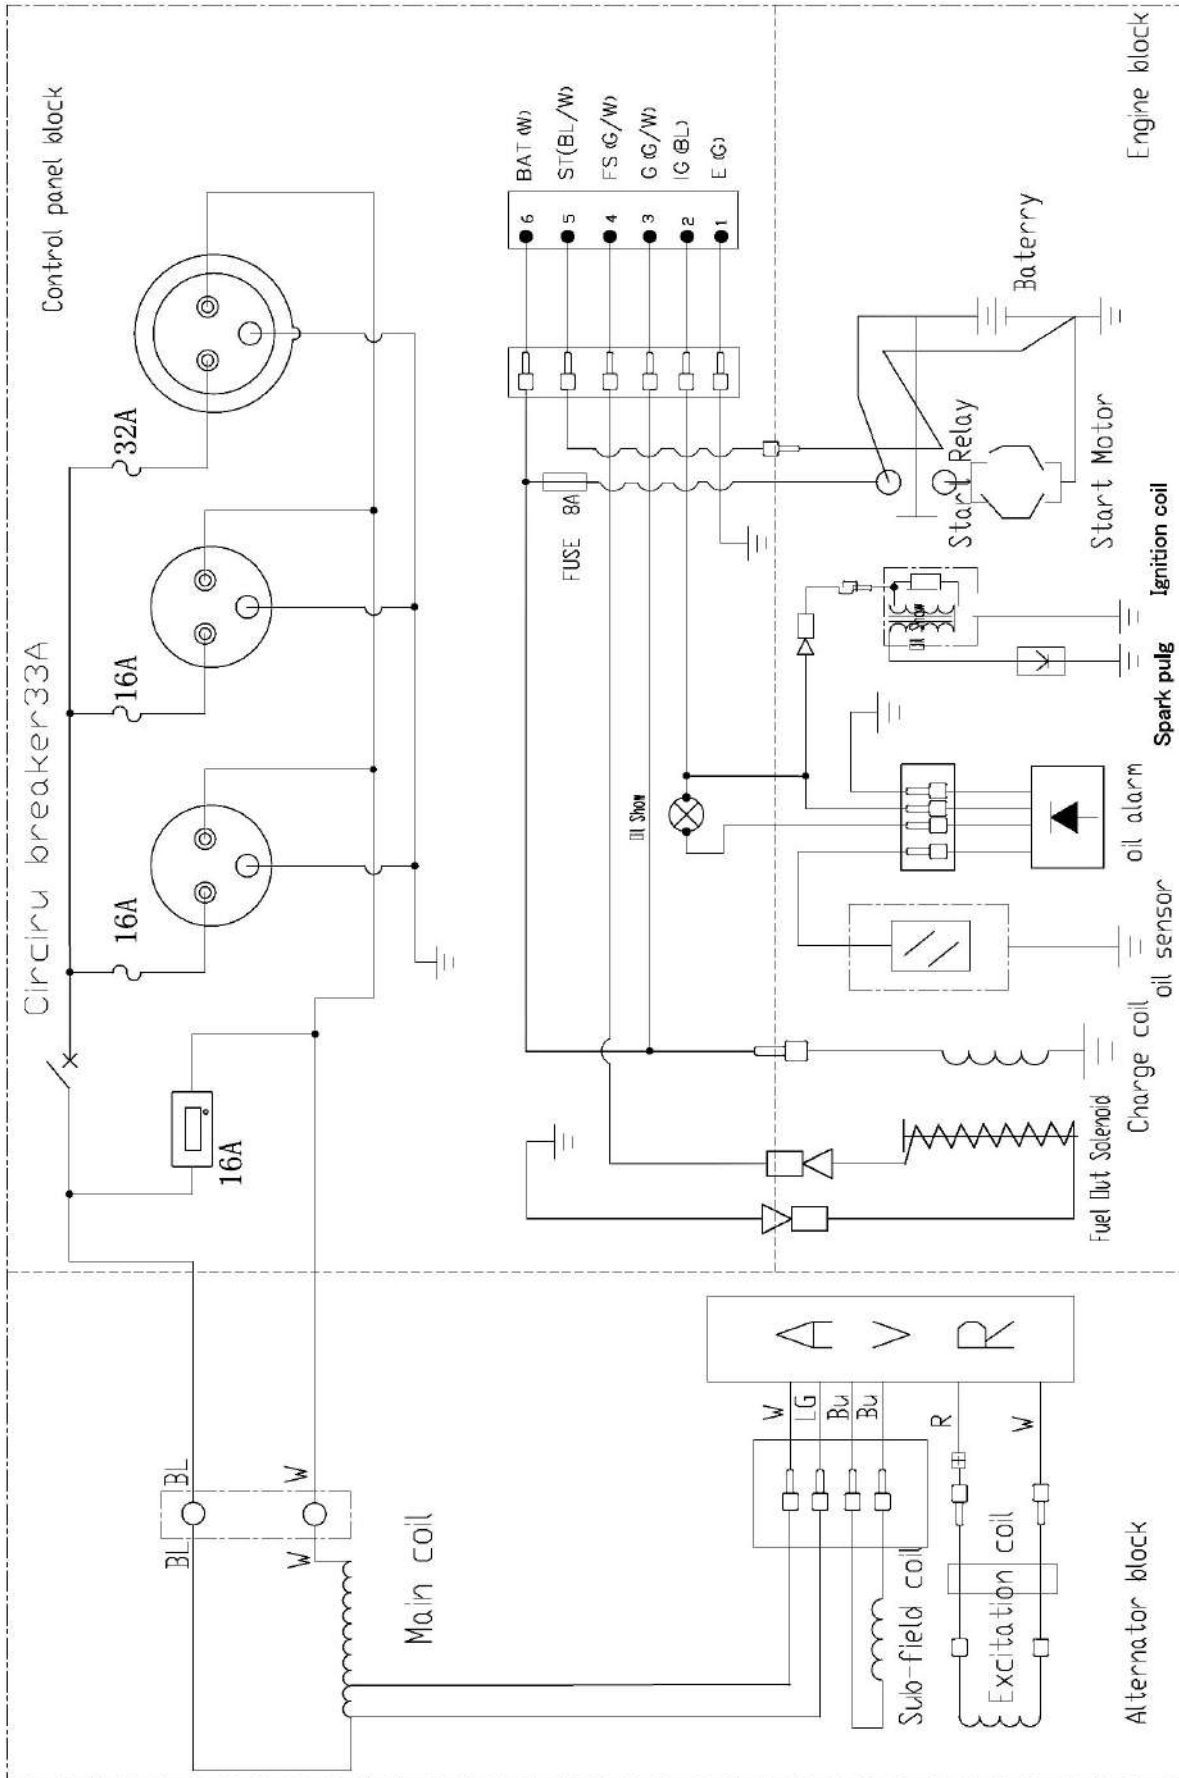 Control panel block
Circiru breaker33A
16A
16A
32A
16A
BAT (W)
ST(BL/W)
FS (G/W)
G (G/W)
IG (BL)
E (G)
6
5
4
3
2
1
FUSE 8A
Oil Show
Oil Show
Start Relay
Baterry
Start Motor
Engine block
Ignition coil
Spark pulg
oil alarm
oil sensor
Charge coil
Fuel Out Solenoid
BL
BL
W
W
Main coil
A V R
W
LG
Bu
Bu
R
W
Sub-field coil
Excitation coil
Alternator block